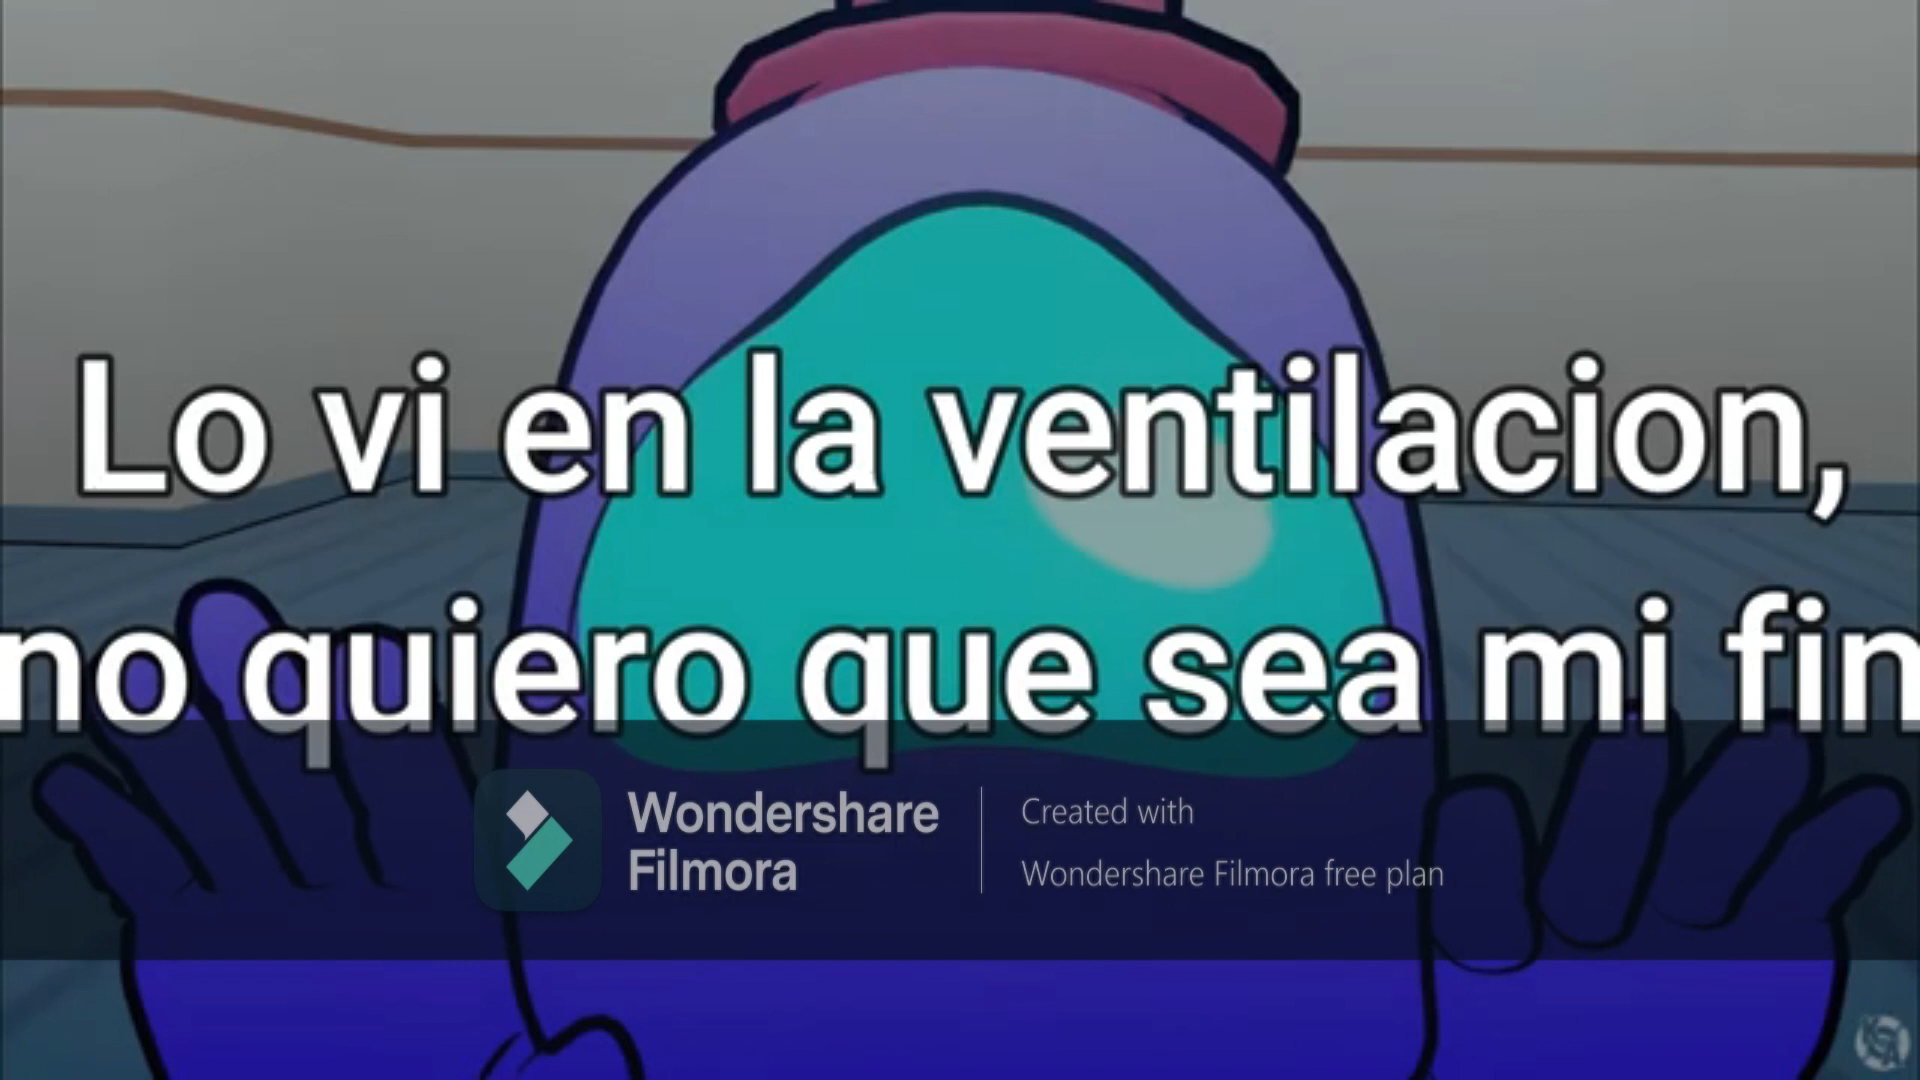 Lo vi en la ventilacion,
no quiero que sea mi fin
Wondershare
Filmora
Created with
Wondershare Filmora free plan